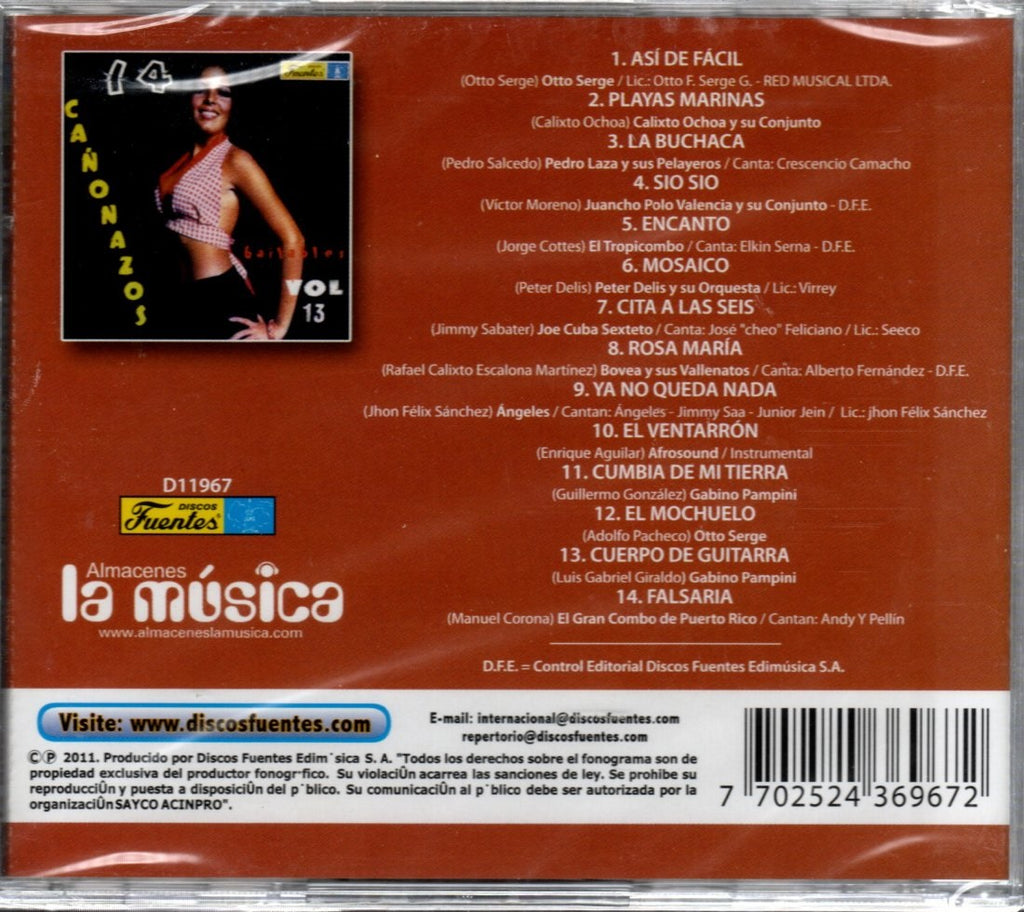 14
CAÑONAZOS
bailables
VOL
13
Fuentes
1. ASÍ DE FÁCIL
(Otto Serge) Otto Serge / Lic.: Otto F. Serge G. - RED MUSICAL LTDA.
2. PLAYAS MARINAS
(Calixto Ochoa) Calixto Ochoa y su Conjunto
3. LA BUCHACA
(Pedro Salcedo) Pedro Laza y sus Pelayeros / Canta: Crescencio Camacho
4. SIO SIO
(Víctor Moreno) Juancho Polo Valencia y su Conjunto - D.F.E.
5. ENCANTO
(Jorge Cottes) El Tropicombo / Canta: Elkin Serna - D.F.E.
6. MOSAICO
(Peter Delis) Peter Delis y su Orquesta / Lic.: Virrey
7. CITA A LAS SEIS
(Jimmy Sabater) Joe Cuba Sexteto / Canta: José "cheo" Feliciano / Lic.: Seeco
8. ROSA MARÍA
(Rafael Calixto Escalona Martínez) Bovea y sus Vallenatos / Canta: Alberto Fernández - D.F.E.
9. YA NO QUEDA NADA
(Jhon Félix Sánchez) Ángeles / Cantan: Ángeles - Jimmy Saa - Junior Jein / Lic.: jhon Félix Sánchez
10. EL VENTARRÓN
(Enrique Aguilar) Afrosound / Instrumental
11. CUMBIA DE MI TIERRA
(Guillermo González) Gabino Pampini
12. EL MOCHUELO
(Adolfo Pacheco) Otto Serge
13. CUERPO DE GUITARRA
(Luis Gabriel Giraldo) Gabino Pampini
14. FALSARIA
(Manuel Corona) El Gran Combo de Puerto Rico / Cantan: Andy Y Pellín
D.F.E. = Control Editorial Discos Fuentes Edimúsica S.A.
D11967
DISCOS
Fuentes
Almacenes
la música
www.almaceneslamusica.com
Visite: www.discosfuentes.com
E-mail: internacional@discosfuentes.com
repertorio@discosfuentes.com
©℗ 2011. Producido por Discos Fuentes Edim˙sica S. A. "Todos los derechos sobre el fonograma son de
propiedad exclusiva del productor fonogr·fico. Su violaciÛn acarrea las sanciones de ley. Se prohibe su
reproducciÛn y puesta a disposiciÛn del p˙blico. Su comunicaciÛn al p˙blico debe ser autorizada por la
organizaciÛn SAYCO ACINPRO".
7 702524 369672